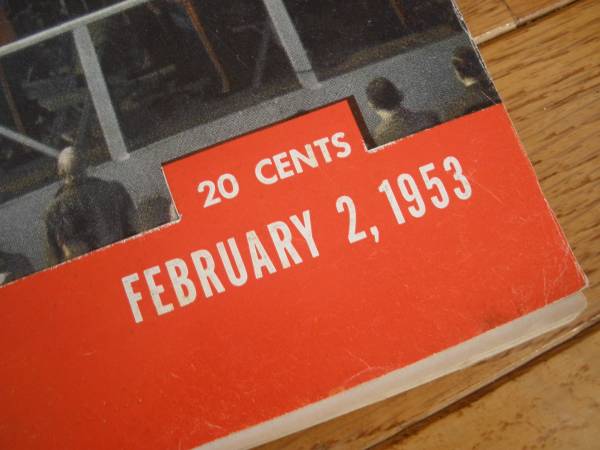 20 CENTS
FEBRUARY 2, 1953